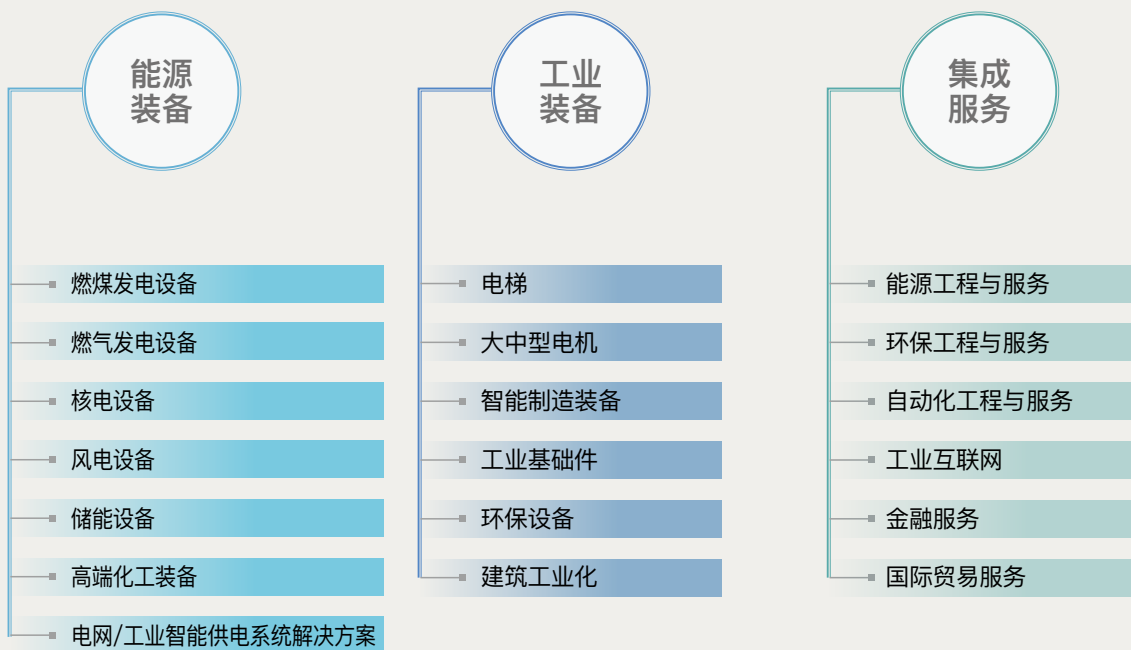 能源
装备
燃煤发电设备
燃气发电设备
核电设备
风电设备
储能设备
高端化工装备
电网/工业智能供电系统解决方案
工业
装备
电梯
大中型电机
智能制造装备
工业基础件
环保设备
建筑工业化
集成
服务
能源工程与服务
环保工程与服务
自动化工程与服务
工业互联网
金融服务
国际贸易服务